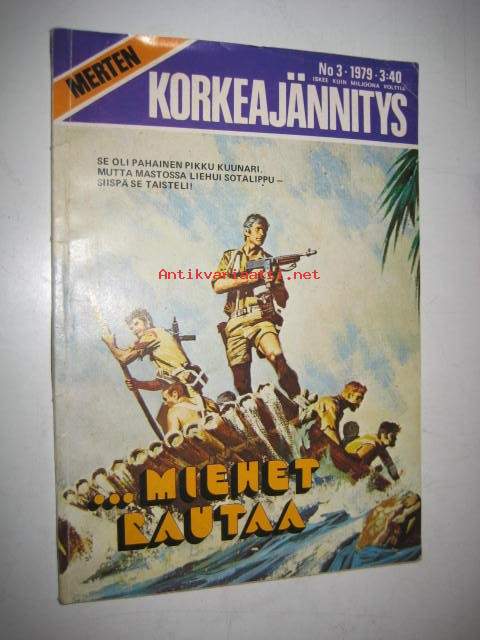 MERTEN
No 3 · 1979 · 3:40
ISKEE KUIN MILJOONA VOLTTIA
KORKEAJÄNNITYS
SE OLI PAHAINEN PIKKU KUUNARI,
MUTTA MASTOSSA LIEHUI SOTALIPPU –
SIISPÄ SE TAISTELI!
Antikvariaatti.net
...MIEHET
RAUTAA